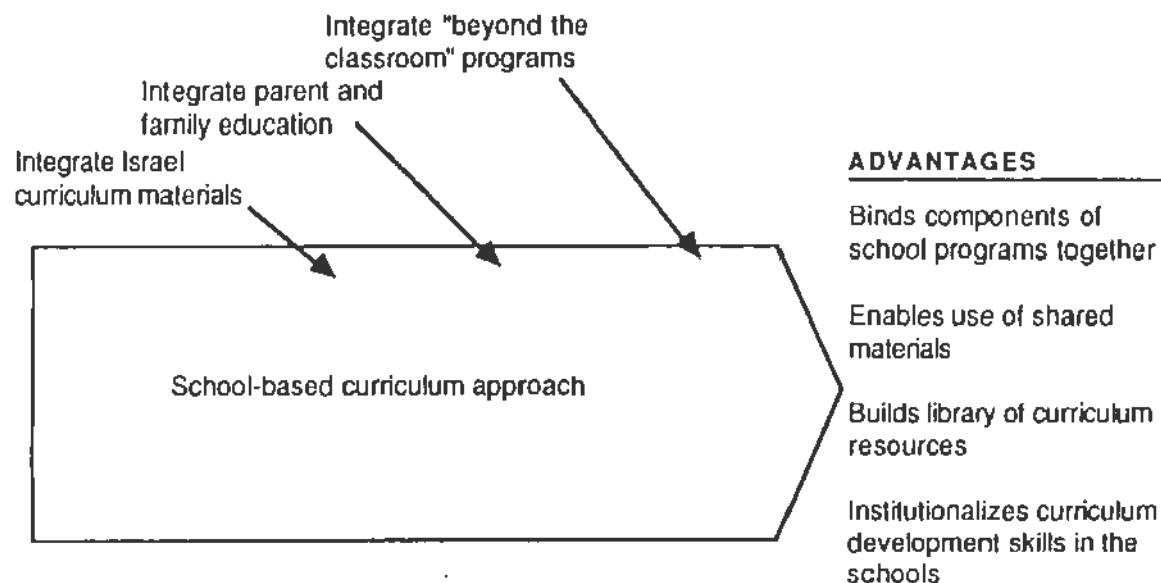 Integrate "beyond the
classroom" programs
Integrate parent and
family education
Integrate Israel
curriculum materials
School-based curriculum approach
ADVANTAGES
Binds components of
school programs together
Enables use of shared
materials
Builds library of curriculum
resources
Institutionalizes curriculum
development skills in the
schools